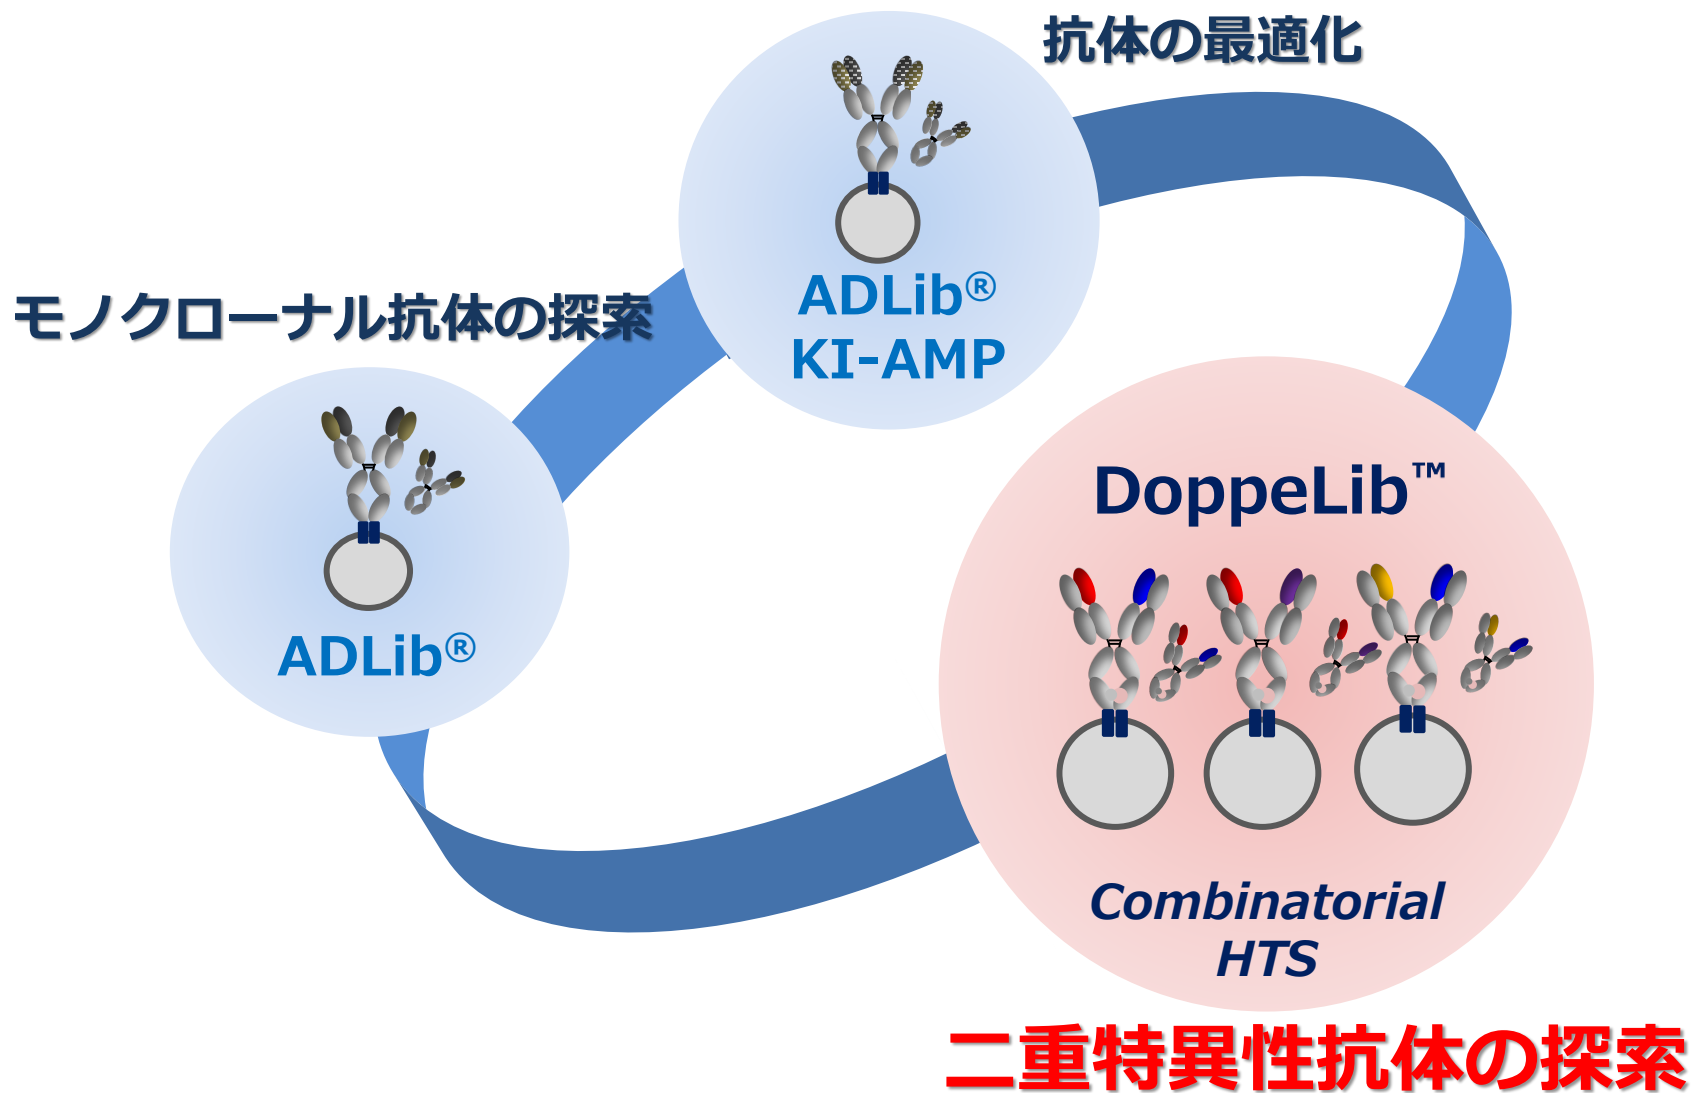 抗体の最適化
ADLib®
KI-AMP
モノクローナル抗体の探索
ADLib®
DoppeLib™
Combinatorial
HTS
二重特異性抗体の探索